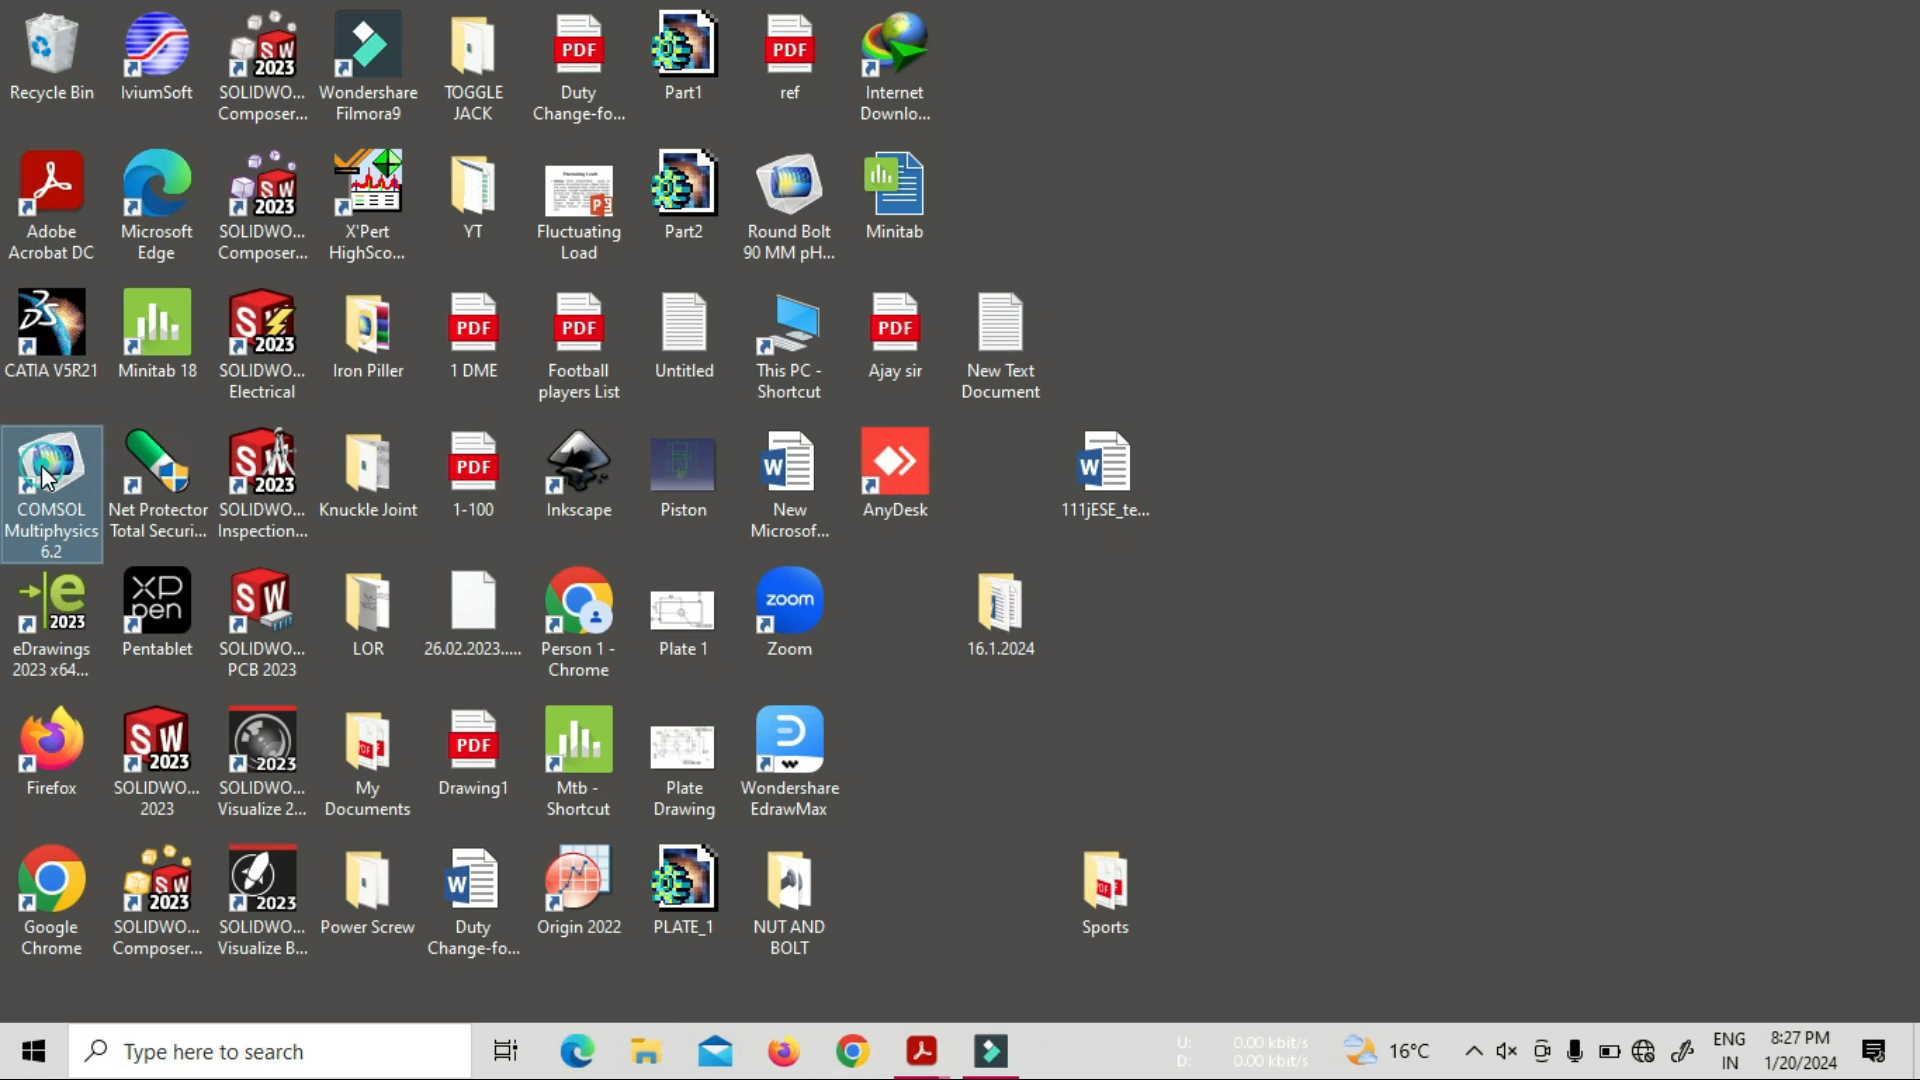 Recycle Bin
IviumSoft
SOLIDWO...
Composer...
Wondershare
Filmora9
TOGGLE
JACK
Duty
Change-fo...
Part1
ref
Internet
Downlo...
Adobe
Acrobat DC
Microsoft
Edge
SOLIDWO...
Composer...
X'Pert
HighSco...
YT
Fluctuating
Load
Part2
Round Bolt
90 MM pH...
Minitab
CATIA V5R21
Minitab 18
SOLIDWO...
Electrical
Iron Piller
1 DME
Football
players List
Untitled
This PC -
Shortcut
Ajay sir
New Text
Document
COMSOL
Multiphysics
6.2
Net Protector
Total Securi...
SOLIDWO...
Inspection...
Knuckle Joint
1-100
Inkscape
Piston
New
Microsof...
AnyDesk
111jESE_te...
eDrawings
2023 x64...
Pentablet
SOLIDWO...
PCB 2023
LOR
26.02.2023.....
Person 1 -
Chrome
Plate 1
Zoom
16.1.2024
Firefox
SOLIDWO...
2023
SOLIDWO...
Visualize 2...
My
Documents
Drawing1
Mtb -
Shortcut
Plate
Drawing
Wondershare
EdrawMax
Google
Chrome
SOLIDWO...
Composer...
SOLIDWO...
Visualize B...
Power Screw
Duty
Change-fo...
Origin 2022
PLATE_1
NUT AND
BOLT
Sports
Type here to search
U: 0.00 kbit/s
D: 0.00 kbit/s
16°C
ENG
IN
8:27 PM
1/20/2024